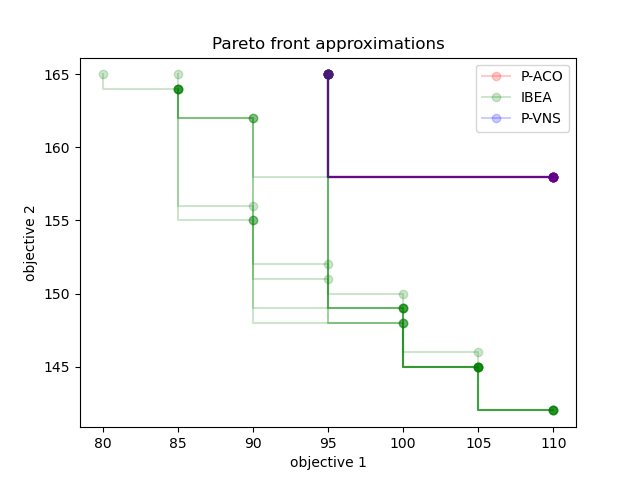 Pareto front approximations
165
160
155
150
145
objective 2
80 85 90 95 100 105 110
objective 1
P-ACO
IBEA
P-VNS